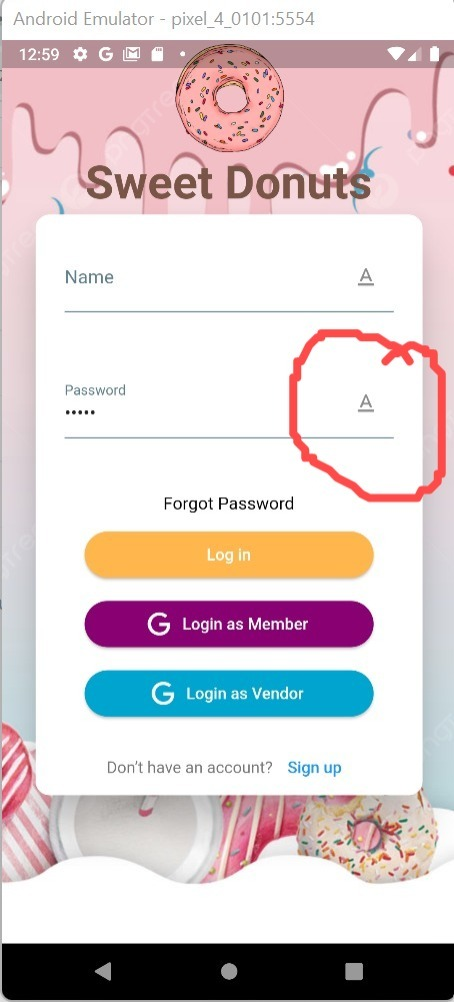 Android Emulator - pixel_4_0101:5554
12:59
Sweet Donuts
Name
A
Password
•••••
A
Forgot Password
Log in
G Login as Member
G Login as Vendor
Don't have an account? Sign up